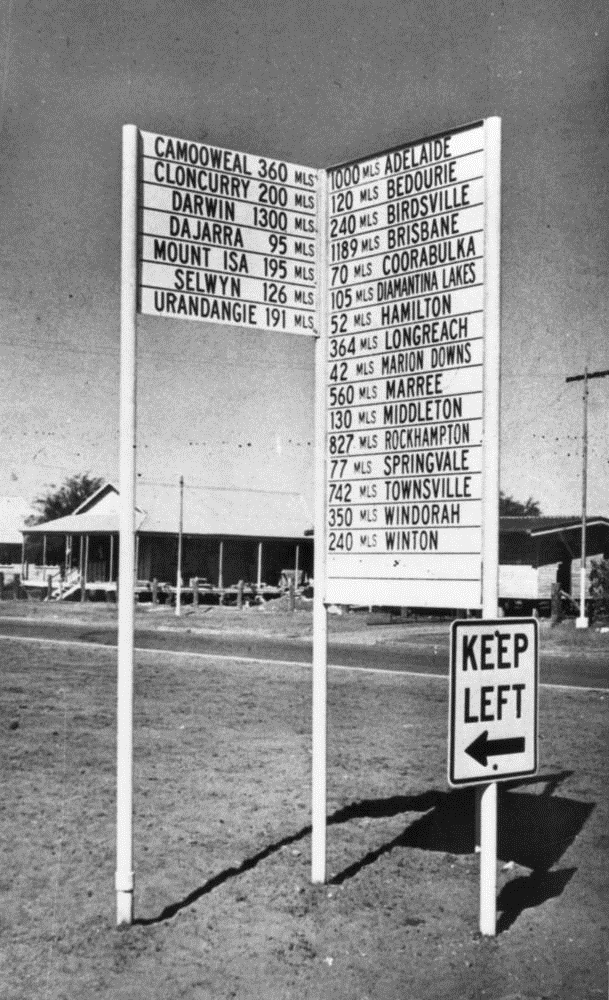 CAMOOWEAL 360 MLS
CLONCURRY 200 MLS
DARWIN 1300 MLS
DAJARRA 95 MLS
MOUNT ISA 195 MLS
SELWYN 126 MLS
URANDANGIE 191 MLS
1000 MLS ADELAIDE
120 MLS BEDOURIE
240 MLS BIRDSVILLE
1189 MLS BRISBANE
70 MLS COORABULKA
105 MLS DIAMANTINA LAKES
52 MLS HAMILTON
364 MLS LONGREACH
42 MLS MARION DOWNS
560 MLS MARREE
130 MLS MIDDLETON
827 MLS ROCKHAMPTON
77 MLS SPRINGVALE
742 MLS TOWNSVILLE
350 MLS WINDORAH
240 MLS WINTON
KEEP
LEFT